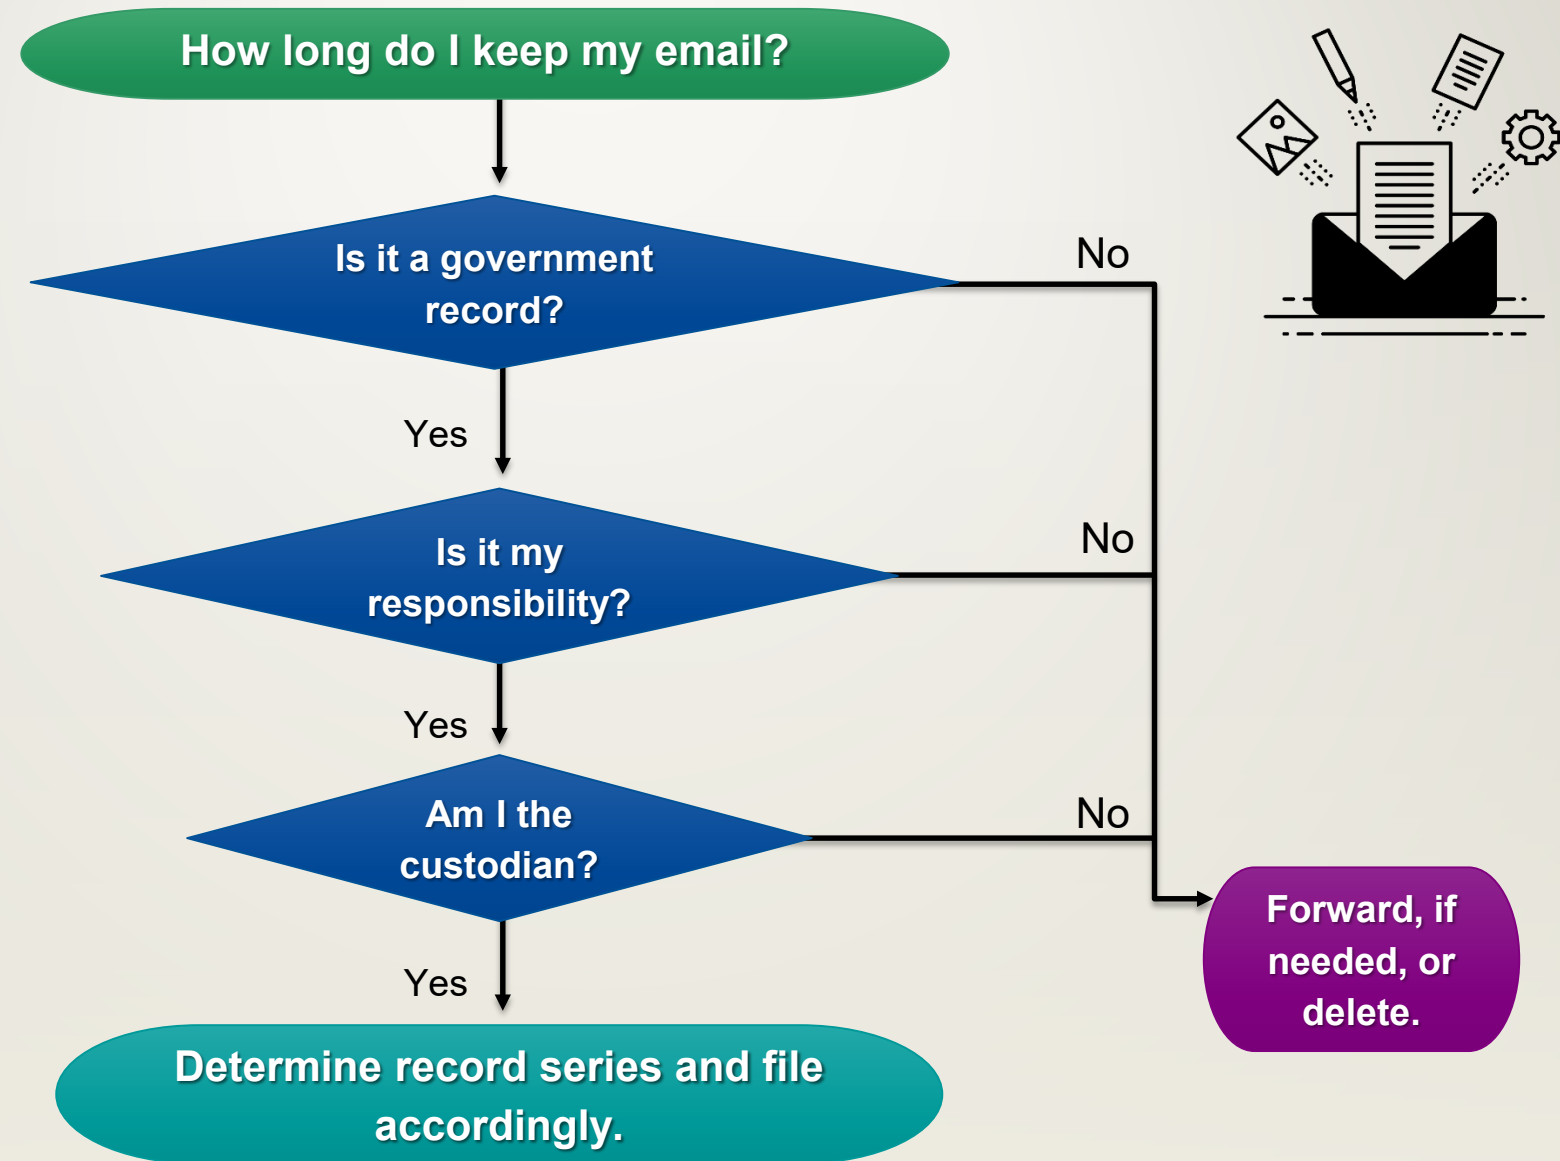 How long do I keep my email?
Is it a government
record?
No
Yes
Is it my
responsibility?
No
Yes
Am I the
custodian?
No
Yes
Forward, if
needed, or
delete.
Determine record series and file
accordingly.